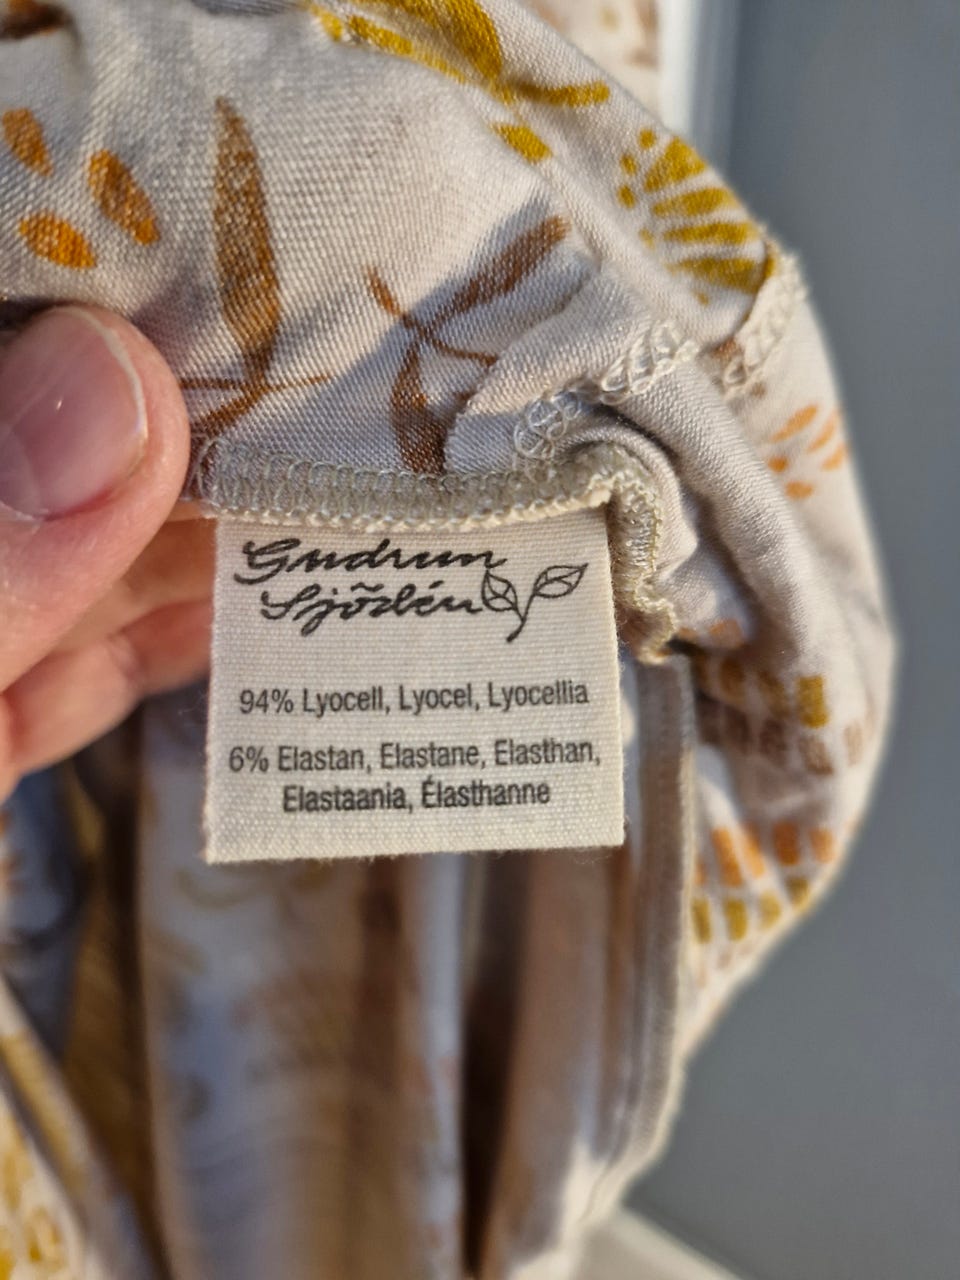 Gudrun
Sjödén
94% Lyocell, Lyocel, Lyocellia
6% Elastan, Elastane, Elasthan,
Elastaania, Élasthanne